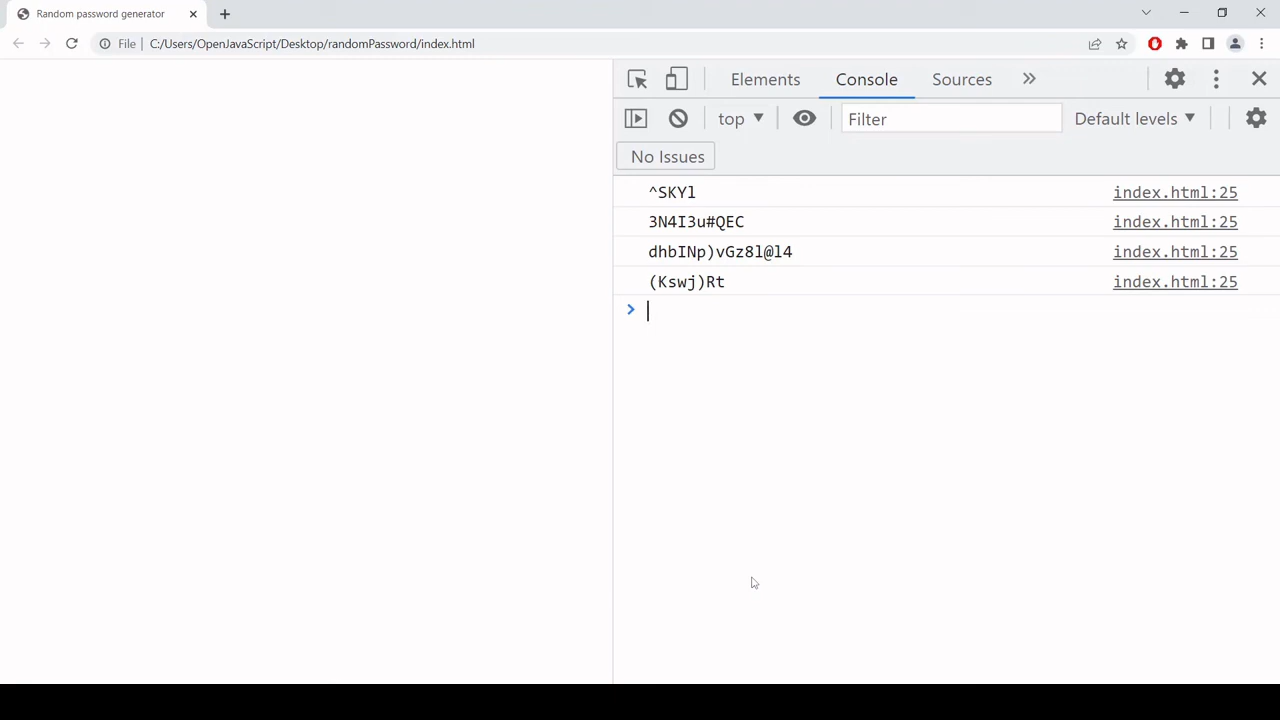 Random password generator
File C:/Users/OpenJavaScript/Desktop/randomPassword/index.html
Elements Console Sources
top Filter Default levels
No Issues
^SKYl index.html:25
3N4I3u#QEC index.html:25
dhbINp)vGz8l@l4 index.html:25
(Kswj)Rt index.html:25